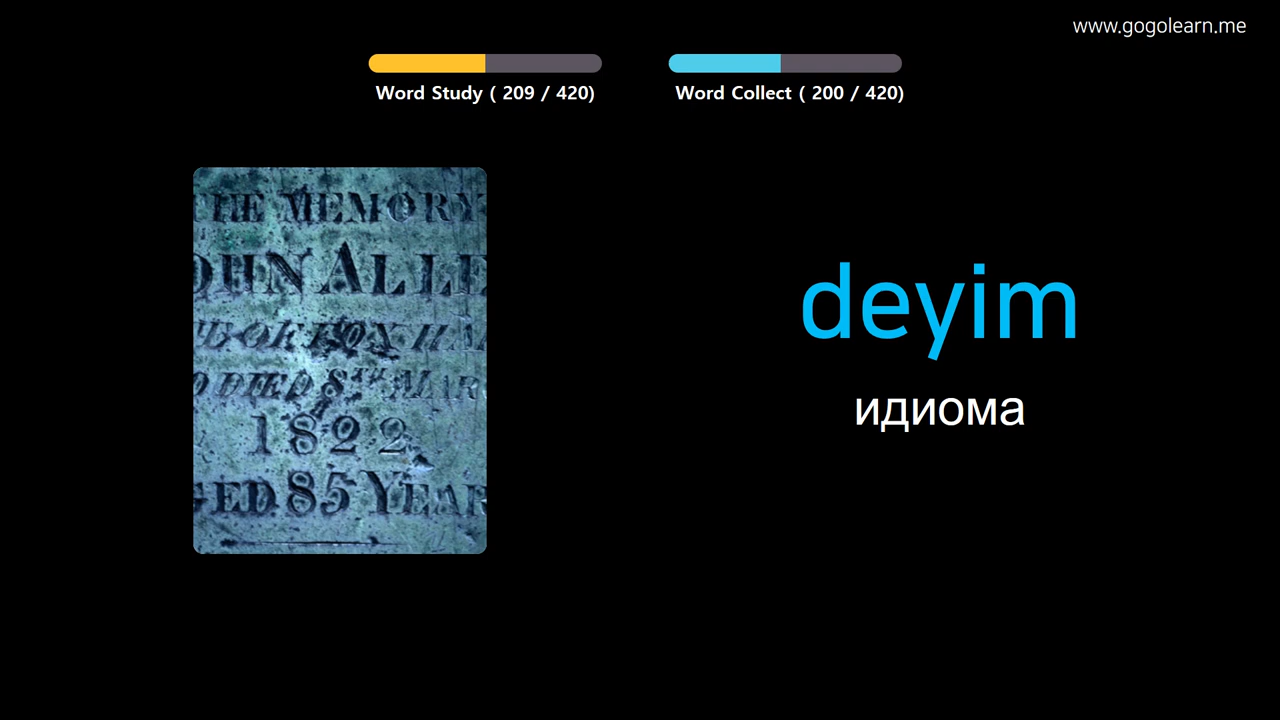 www.gogolearn.me
Word Study ( 209 / 420)
Word Collect ( 200 / 420)
THE MEMORY
OHN ALLE
DIED 8th MAR
1822
GED 85 YEAR
deyim
идиома